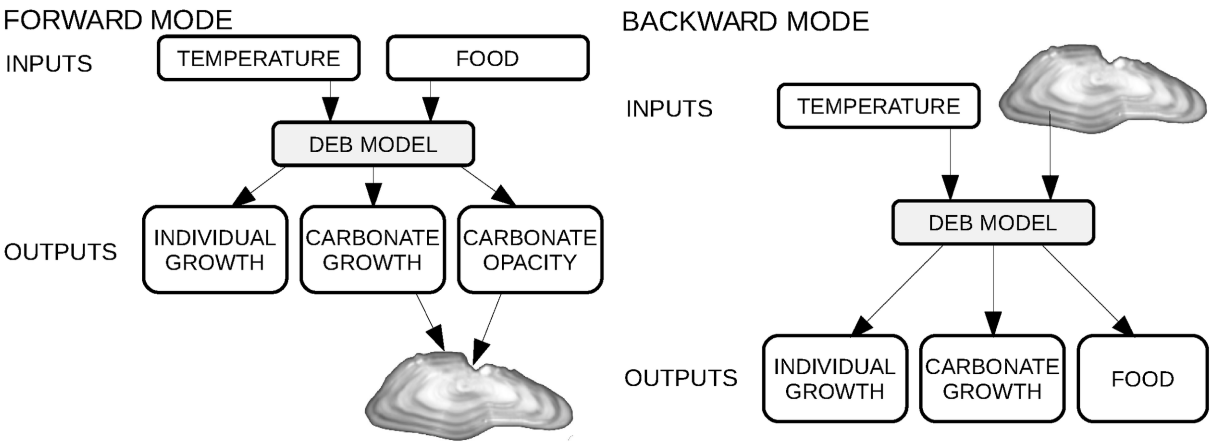 FORWARD MODE
INPUTS
TEMPERATURE
FOOD
DEB MODEL
OUTPUTS
INDIVIDUAL
GROWTH
CARBONATE
GROWTH
CARBONATE
OPACITY
BACKWARD MODE
INPUTS
TEMPERATURE
DEB MODEL
OUTPUTS
INDIVIDUAL
GROWTH
CARBONATE
GROWTH
FOOD